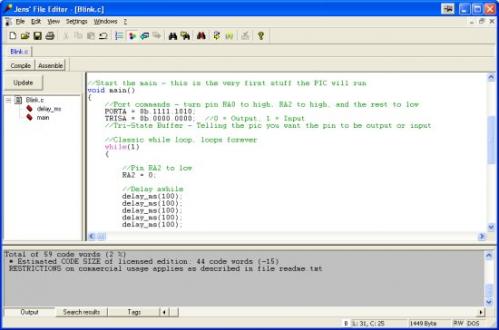 Jens' File Editor - [Blink.c]
File Edit View Settings Windows ?
Blink.c
Compile Assemble
Update
Blink.c
delay_ms
main
//Start the main - this is the very first stuff the PIC will run
void main()
{
//Port commands - turn pin RA0 to high, RA2 to high, and the rest to low
PORTA = 0b.1111.1010;
TRISA = 0b.0000.0000; //0 = Output, 1 = Input
//Tri-State Buffer - Telling the pic you want the pin to be output or input
//Classic while loop, loops forever
while(1)
{
//Pin RA2 to low
RA2 = 0;
//Delay awhile
delay_ms(100);
delay_ms(100);
delay_ms(100);
delay_ms(100);
delay_ms(100);
Total of 59 code words (2 %)
* Estimated CODE SIZE of licensed edition: 44 code words (-15)
RESTRICTIONS on commercial usage applies as described in file readme.txt
Output Search results Tags
L: 31, C: 25 1449 Byte RW DOS